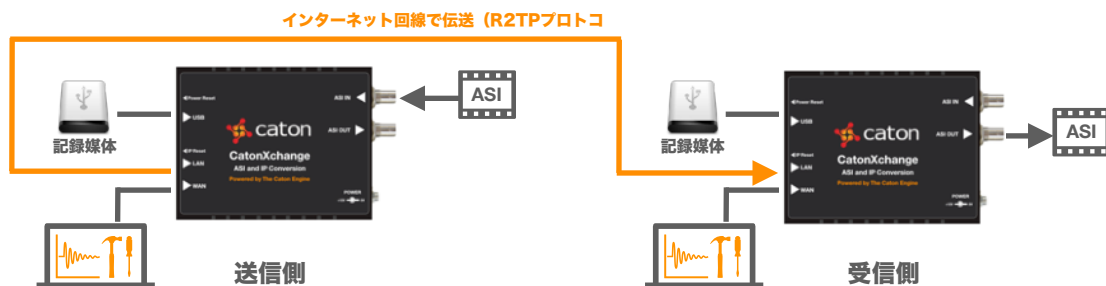 インターネット回線で伝送（R2TPプロトコ
Power Reset
ASI IN
USB
ASI OUT
caton
IP Reset
LAN
CatonXchange
ASI and IP Conversion
Powered by The Caton Engine
WAN
POWER
ASI
記録媒体
送信側
Power Reset
ASI IN
USB
ASI OUT
caton
IP Reset
LAN
CatonXchange
ASI and IP Conversion
Powered by The Caton Engine
WAN
POWER
ASI
記録媒体
受信側